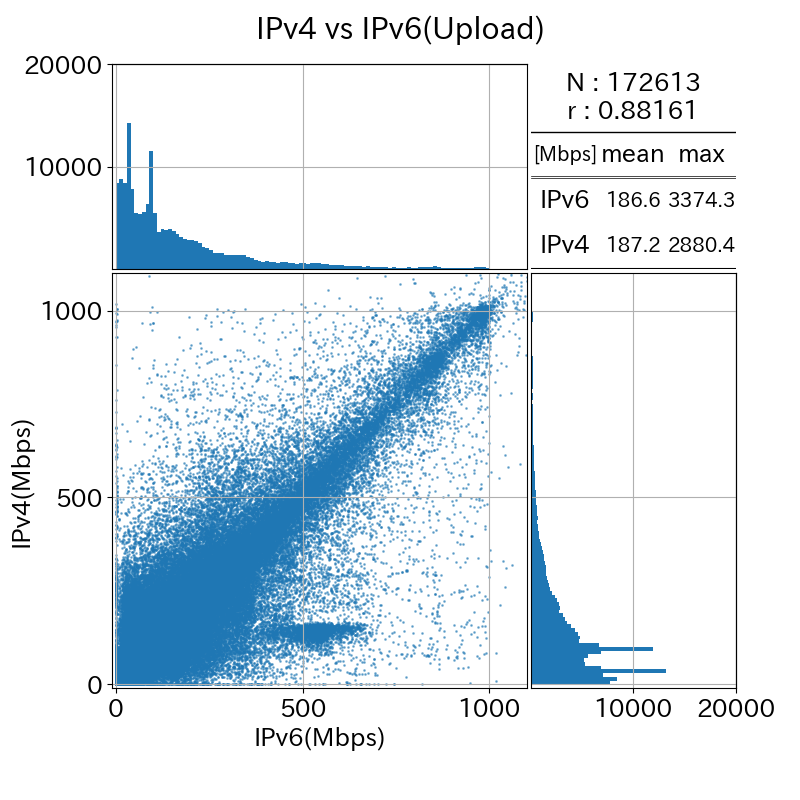 IPv4 vs IPv6(Upload)
20000
10000
N : 172613
r : 0.88161
[Mbps] mean max
IPv6 186.6 3374.3
IPv4 187.2 2880.4
1000
500
0
IPv4(Mbps)
0 500 1000
10000 20000
IPv6(Mbps)